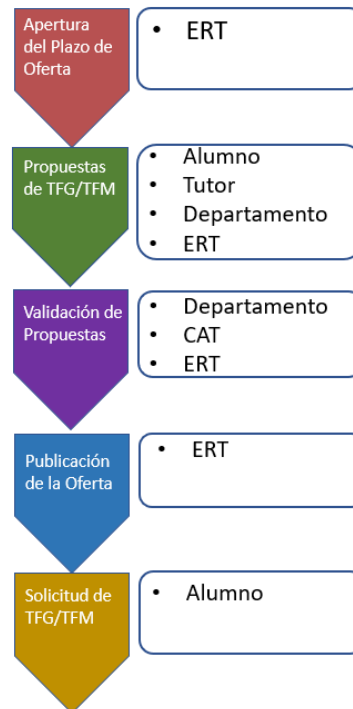 Apertura
del Plazo de
Oferta
• ERT
Propuestas
de TFG/TFM
• Alumno
• Tutor
• Departamento
• ERT
Validación de
Propuestas
• Departamento
• CAT
• ERT
Publicación
de la Oferta
• ERT
Solicitud de
TFG/TFM
• Alumno